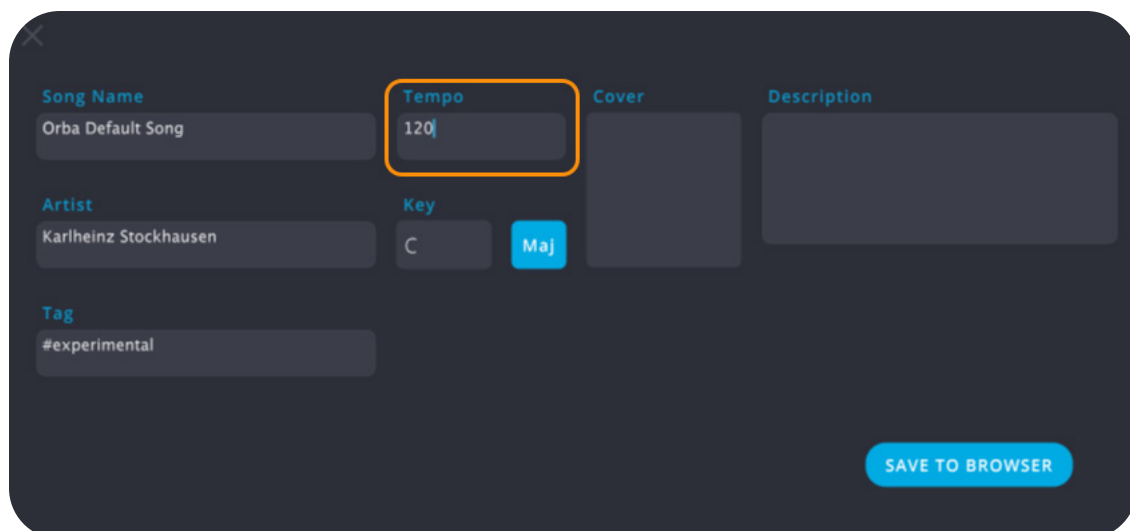 Song Name
Orba Default Song
Tempo
120
Cover
Description
Artist
Karlheinz Stockhausen
Key
C
Maj
Tag
#experimental
SAVE TO BROWSER